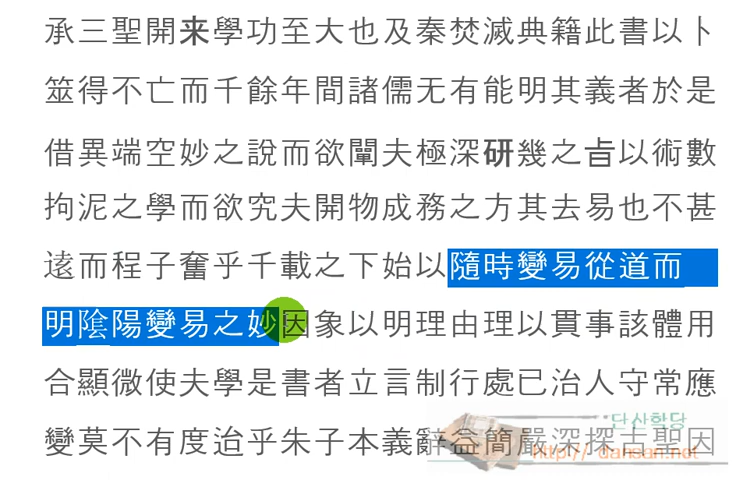 承三聖開来學功至大也及秦焚滅典籍此書以卜
筮得不亡而千餘年間諸儒无有能明其義者於是
借異端空妙之說而欲闡夫極深研幾之旨以術數
拘泥之學而欲究夫開物成務之方其去易也不甚
遠而程子奮乎千載之下始以隨時變易從道而
明陰陽變易之妙因象以明理由理以貫事該體用
合顯微使夫學是書者立言制行處已治人守常應
變莫不有度迨乎朱子本義辭益簡嚴深探古聖因
단산학당
http://dansan.net